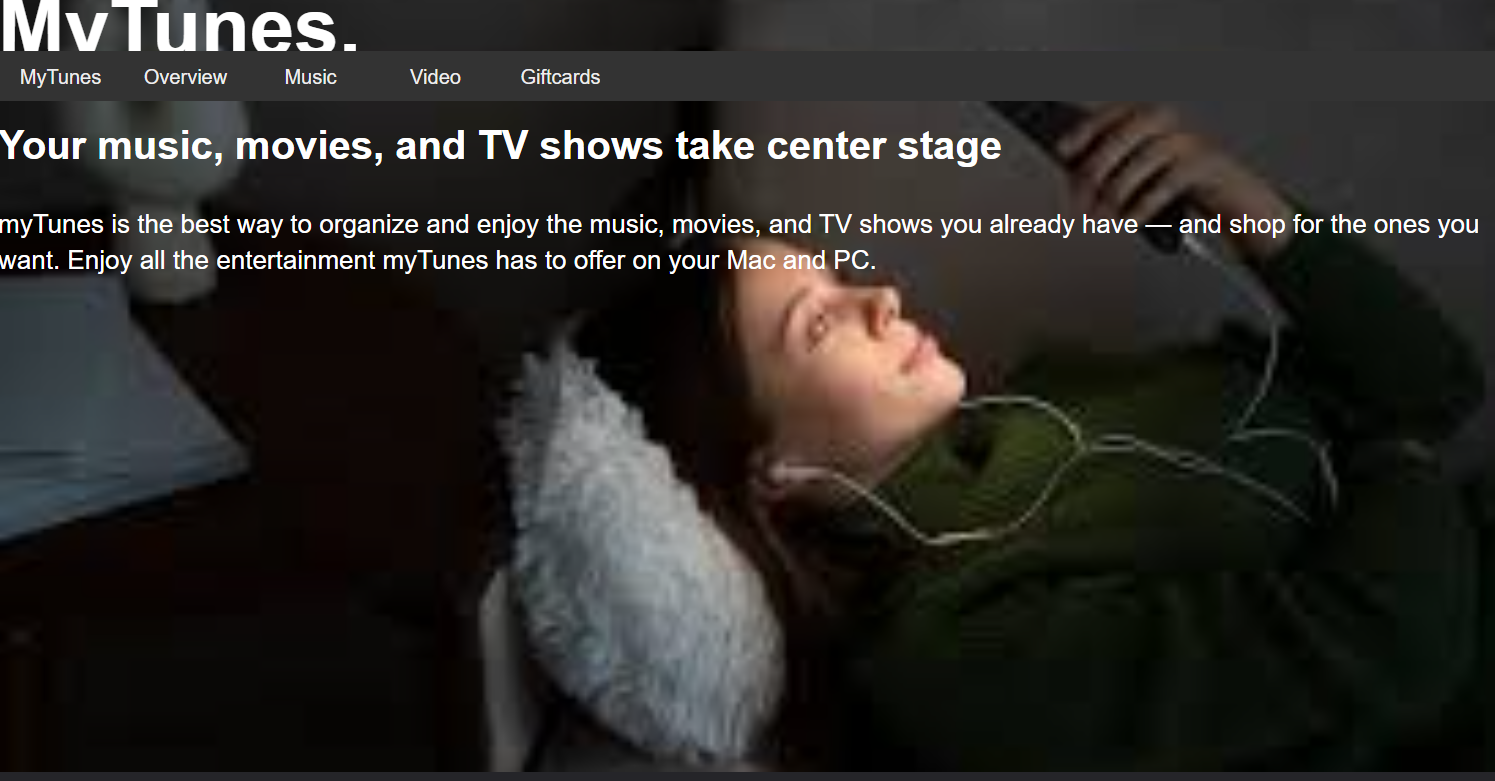 MyTunes.
MyTunes Overview Music Video Giftcards
Your music, movies, and TV shows take center stage
myTunes is the best way to organize and enjoy the music, movies, and TV shows you already have — and shop for the ones you
want. Enjoy all the entertainment myTunes has to offer on your Mac and PC.